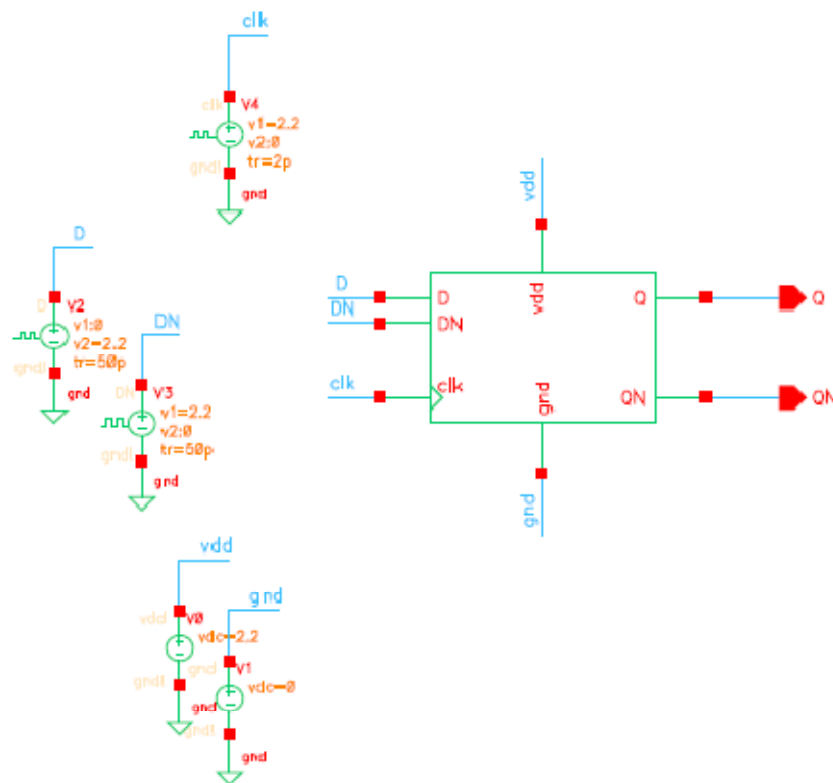 clk
clk V4
v1=2.2
v2:0
tr=2p
gnd!
gnd
D
D V2
v1:0
v2=2.2
tr=50p
gnd!
gnd
DN
DN V3
v1=2.2
v2:0
tr=50p
gnd!
gnd
vdd
D
DN
clk
D
DN
clk
vdd
gnd
Q
QN
Q
QN
gnd
vdd
vdd V0
vdc=2.2
gnd!
gnd
gnd
gnd V1
vdc=0
gnd!
gnd